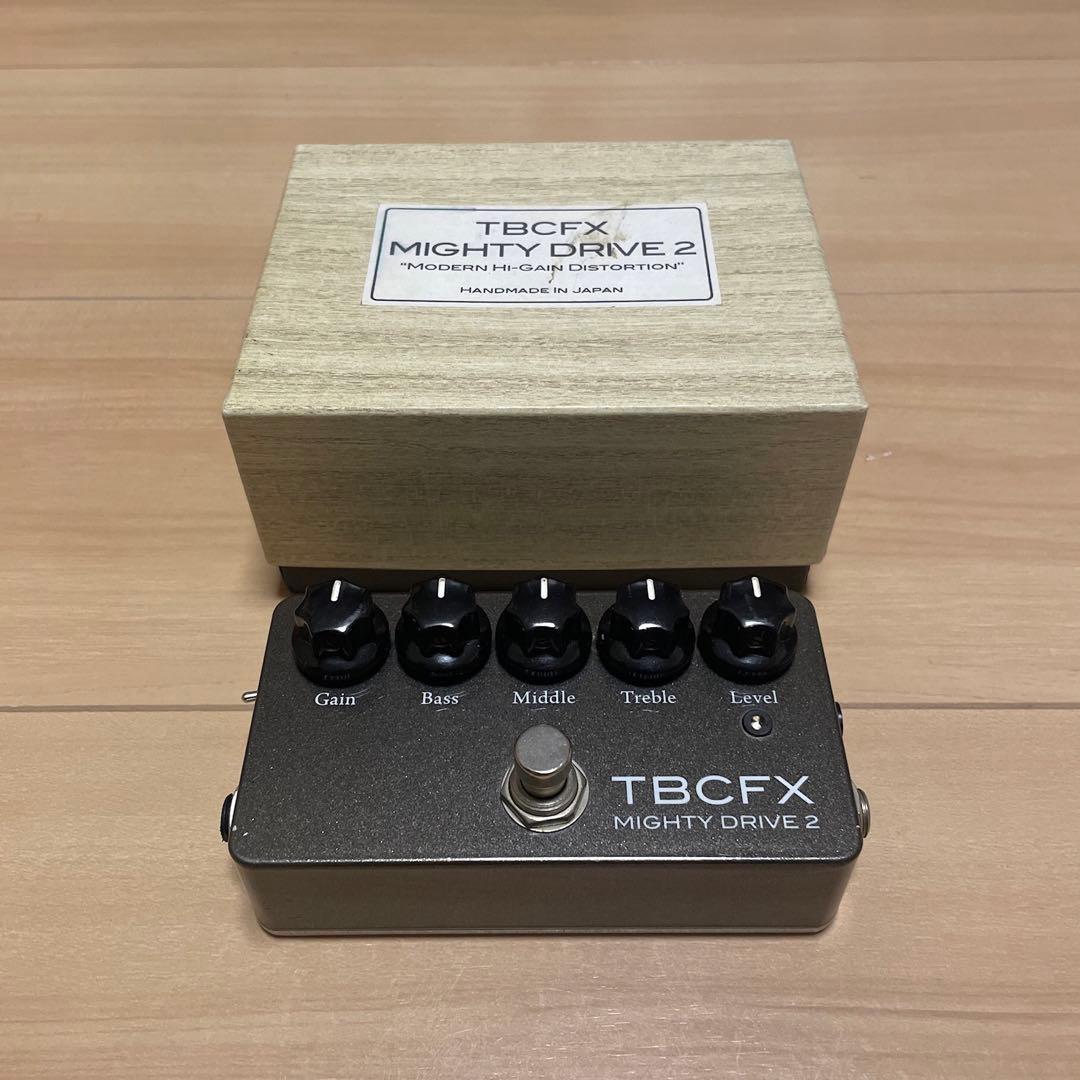 TBCFX
MIGHTY DRIVE 2
"MODERN HI-GAIN DISTORTION"
HANDMADE IN JAPAN
Gain Bass Middle Treble Level
TBCFX
MIGHTY DRIVE 2